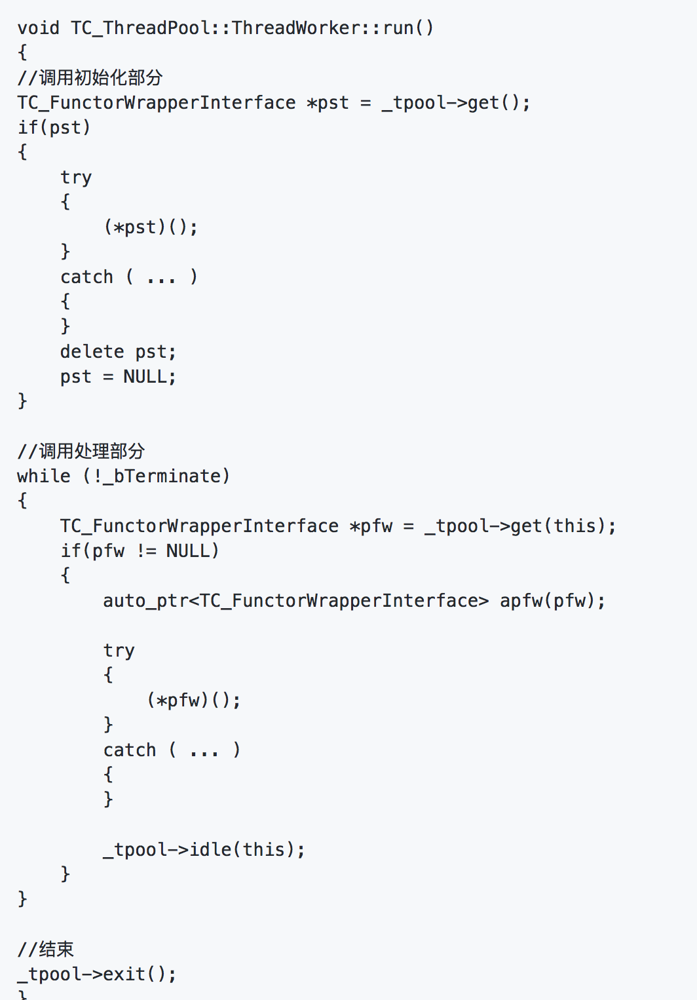 void TC_ThreadPool::ThreadWorker::run()
{
//调用初始化部分
TC_FunctorWrapperInterface *pst = _tpool->get();
if(pst)
{
    try
    {
        (*pst)();
    }
    catch ( ... )
    {
    }
    delete pst;
    pst = NULL;
}

//调用处理部分
while (!_bTerminate)
{
    TC_FunctorWrapperInterface *pfw = _tpool->get(this);
    if(pfw != NULL)
    {
        auto_ptr<TC_FunctorWrapperInterface> apfw(pfw);

        try
        {
            (*pfw)();
        }
        catch ( ... )
        {
        }

        _tpool->idle(this);
    }
}

//结束
_tpool->exit();
}